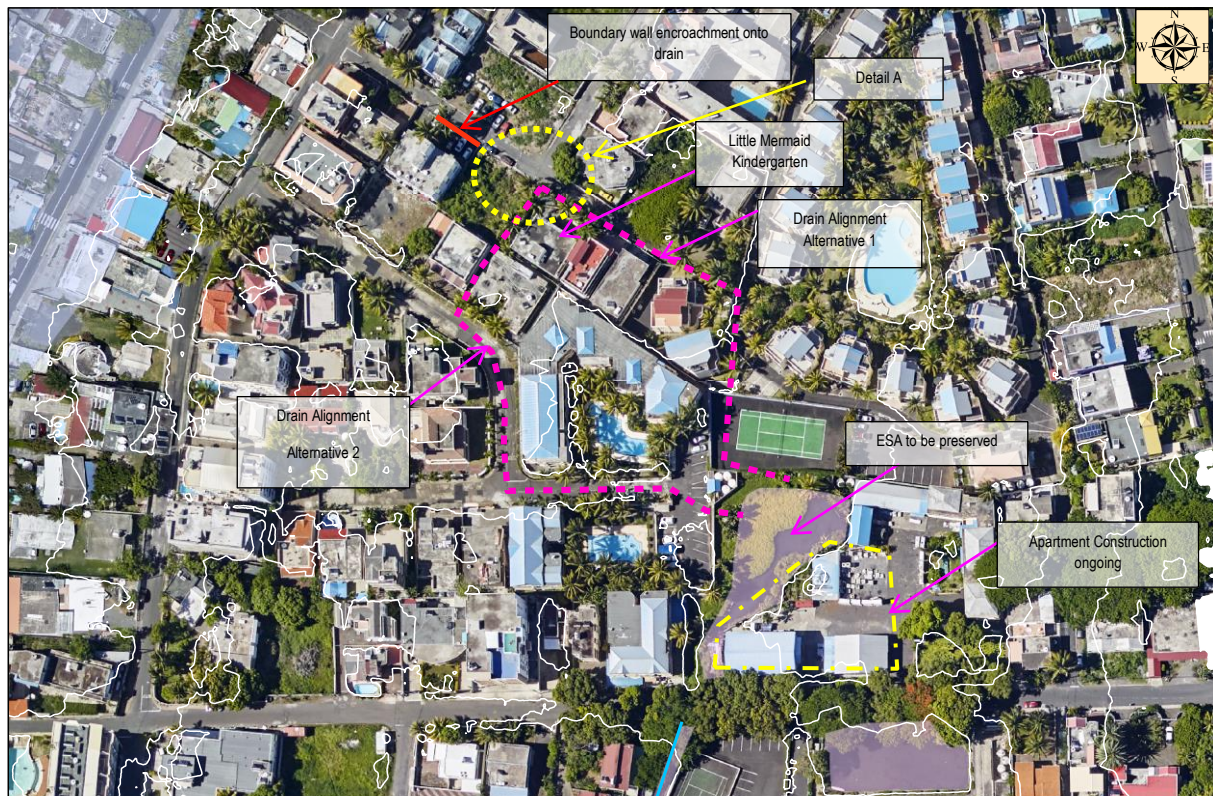 Boundary wall encroachment onto
drain
Detail A
Little Mermaid
Kindergarten
Drain Alignment
Alternative 1
Drain Alignment
Alternative 2
ESA to be preserved
Apartment Construction
ongoing
N
W
E
S